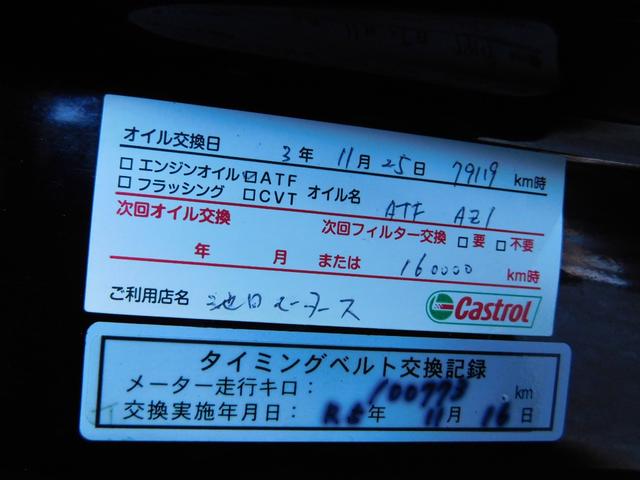 オイル交換日 3年 11月 25日 79119 km時
□エンジンオイル ☑ATF
□フラッシング □CVT オイル名 ATF AZ1
次回オイル交換 次回フィルター交換 □要 □不要
年 月 または 160000 km時
ご利用店名 池田モータース Castrol
タイミングベルト交換記録
メーター走行キロ: 100773 km
交換実施年月日: R5年 11月 16日